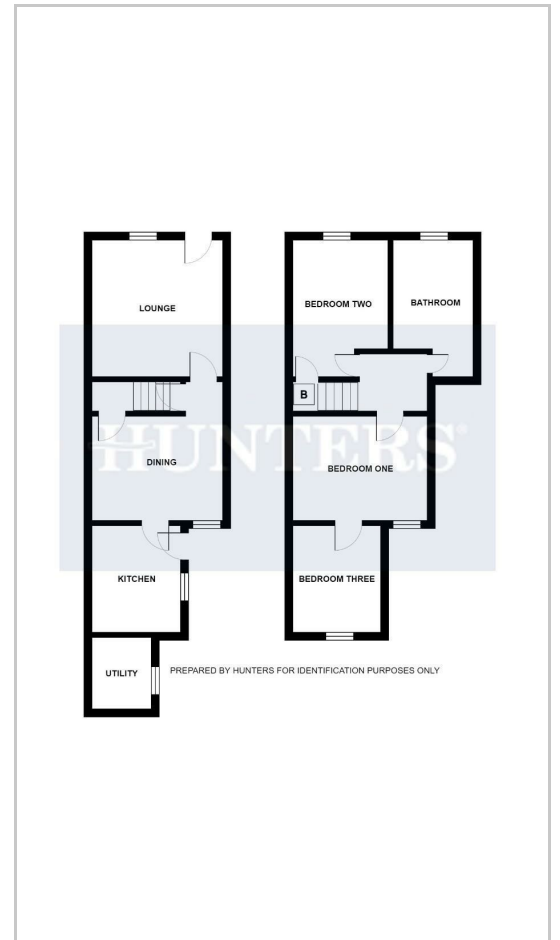 LOUNGE
DINING
KITCHEN
UTILITY
BEDROOM TWO
BATHROOM
B
BEDROOM ONE
BEDROOM THREE
HUNTERS®
PREPARED BY HUNTERS FOR IDENTIFICATION PURPOSES ONLY